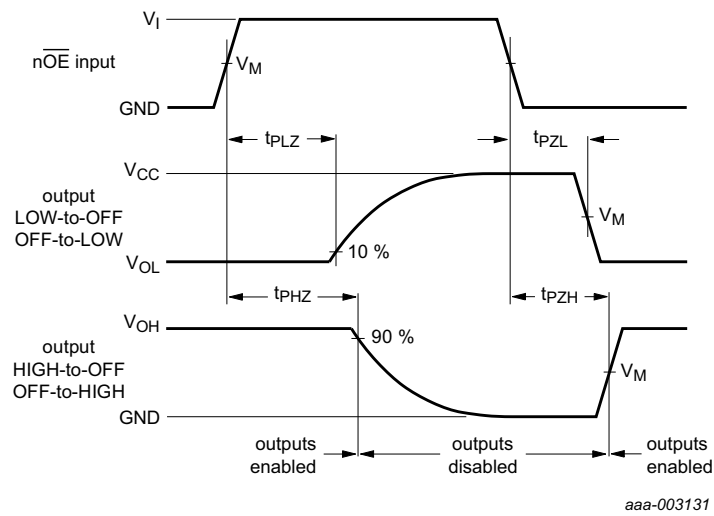 V_I
nO̅E̅ input
V_M
GND
t_PLZ
t_PZL
V_CC
output
LOW-to-OFF
OFF-to-LOW
V_M
10 %
V_OL
t_PHZ
t_PZH
V_OH
90 %
output
HIGH-to-OFF
OFF-to-HIGH
V_M
GND
outputs
enabled
outputs
disabled
outputs
enabled
aaa-003131